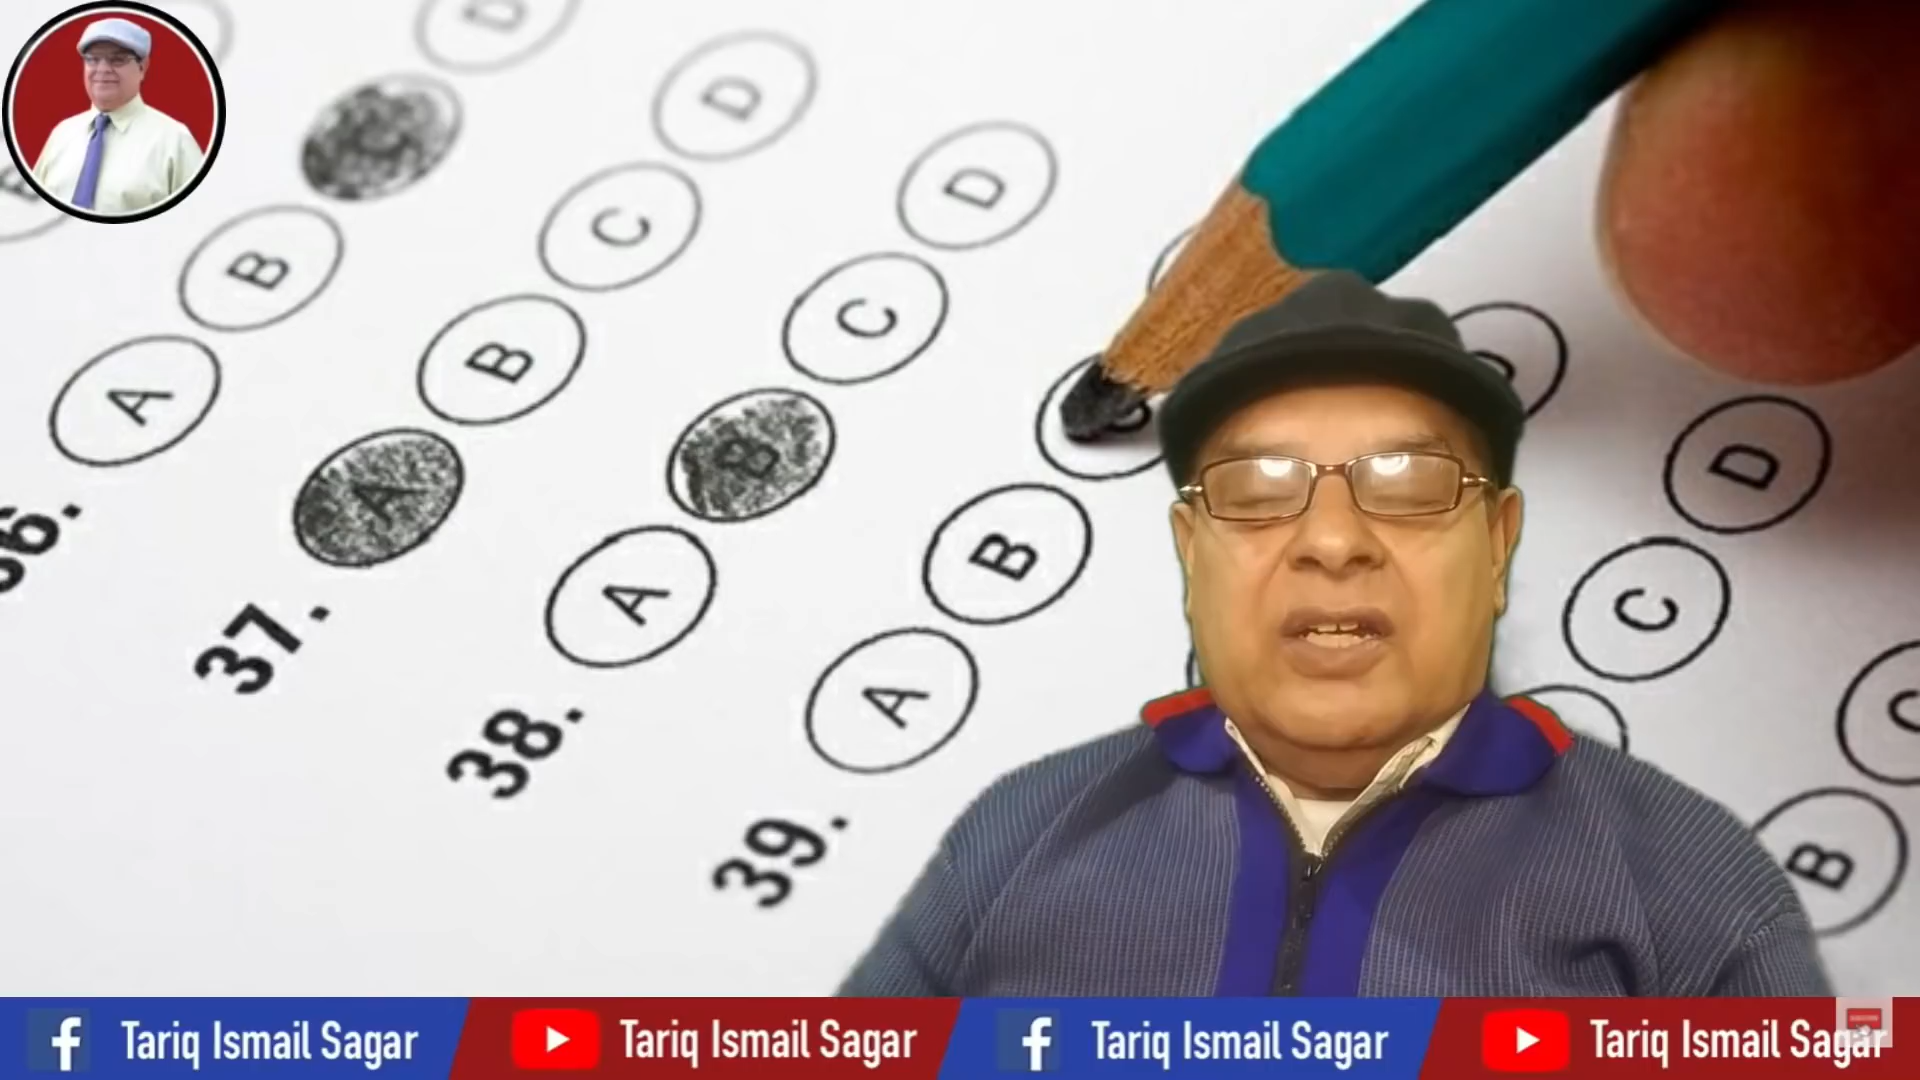 D
A B C
36.
A B C D
37.
A B C D
38.
A B C
39.
D
C
C
B
Tariq Ismail Sagar Tariq Ismail Sagar Tariq Ismail Sagar Tariq Ismail Sagar